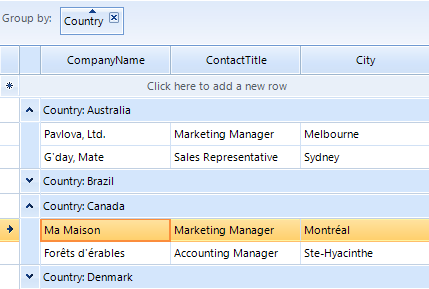 Group by: Country
CompanyName ContactTitle City
Click here to add a new row
Country: Australia
Pavlova, Ltd. Marketing Manager Melbourne
G'day, Mate Sales Representative Sydney
Country: Brazil
Country: Canada
Ma Maison Marketing Manager Montréal
Forêts d'érables Accounting Manager Ste-Hyacinthe
Country: Denmark